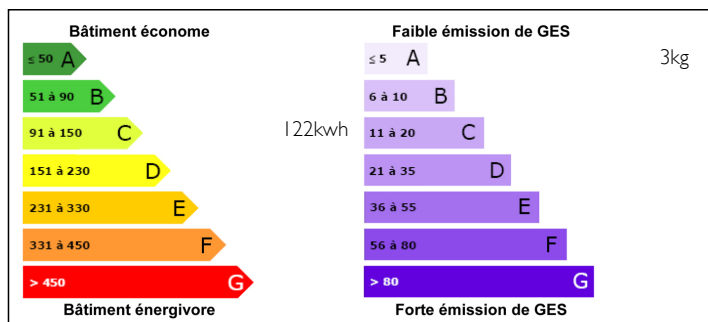 Bâtiment économe
≤ 50 A
51 à 90 B
91 à 150 C
122kwh
151 à 230 D
231 à 330 E
331 à 450 F
> 450 G
Bâtiment énergivore
Faible émission de GES
≤ 5 A
3kg
6 à 10 B
11 à 20 C
21 à 35 D
36 à 55 E
56 à 80 F
> 80 G
Forte émission de GES